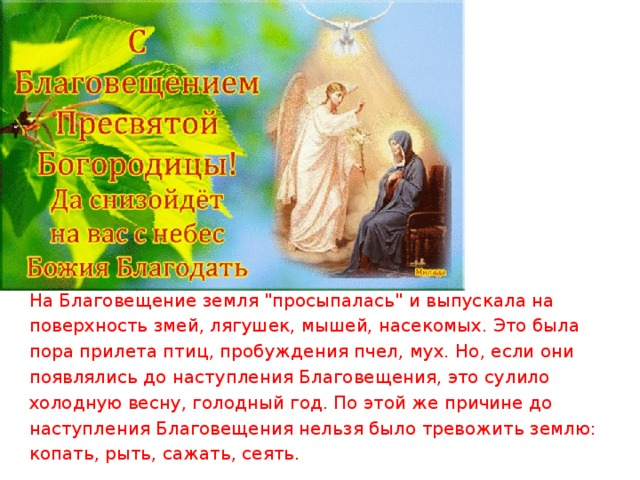 С
Благовещением
Пресвятой
Богородицы!
Да снизойдёт
на вас с небес
Божия Благодать
Милада
На Благовещение земля "просыпалась" и выпускала на
поверхность змей, лягушек, мышей, насекомых. Это была
пора прилета птиц, пробуждения пчел, мух. Но, если они
появлялись до наступления Благовещения, это сулило
холодную весну, голодный год. По этой же причине до
наступления Благовещения нельзя было тревожить землю:
копать, рыть, сажать, сеять.